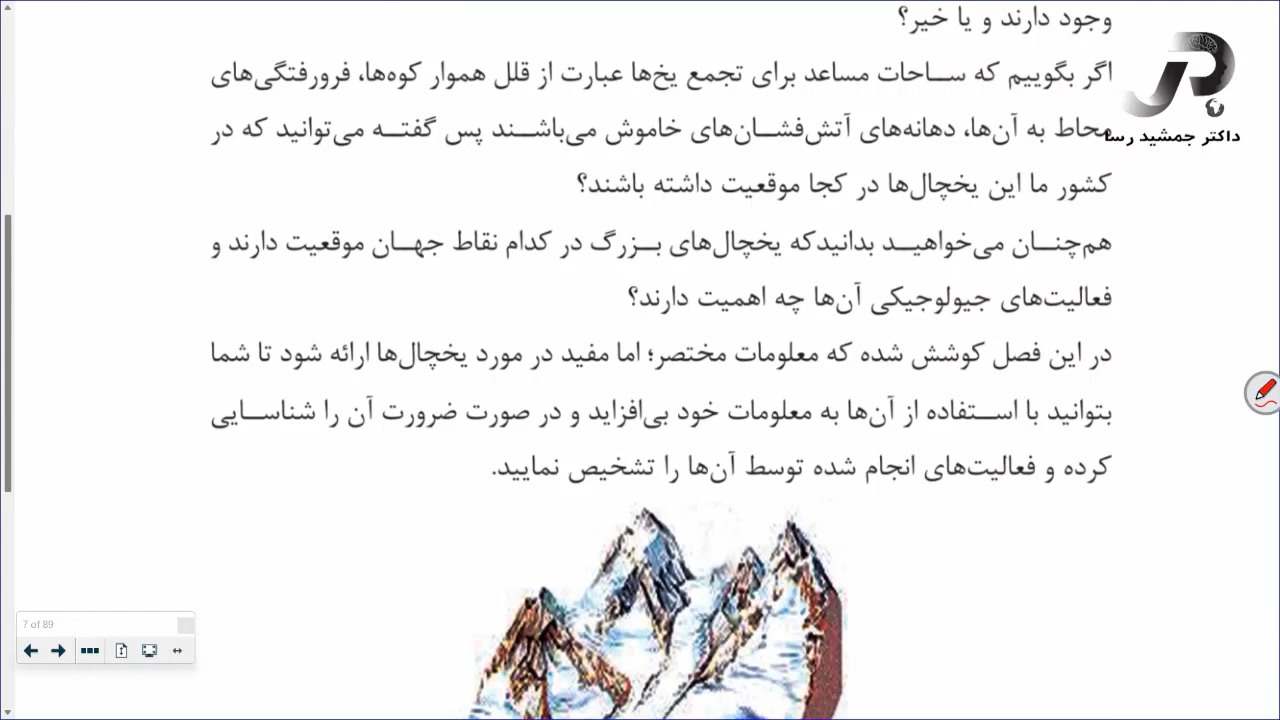 وجود دارند و یا خیر؟
اگر بگوییم که ساحات مساعد برای تجمع یخ‌ها عبارت از قلل هموار کوه‌ها، فرورفتگی‌های
محاط به آن‌ها، دهانه‌های آتش‌فشان‌های خاموش می‌باشند پس گفته می‌توانید که در
کشور ما این یخچال‌ها در کجا موقعیت داشته باشند؟
هم‌چنان می‌خواهید بدانیدکه یخچال‌های بزرگ در کدام نقاط جهان موقعیت دارند و
فعالیت‌های جیولوجیکی آن‌ها چه اهمیت دارند؟
در این فصل کوشش شده که معلومات مختصر؛ اما مفید در مورد یخچال‌ها ارائه شود تا شما
بتوانید با استفاده از آن‌ها به معلومات خود بی‌افزاید و در صورت ضرورت آن را شناسایی
کرده و فعالیت‌های انجام شده توسط آن‌ها را تشخیص نمایید.
داکتر جمشید رسا
7 of 89